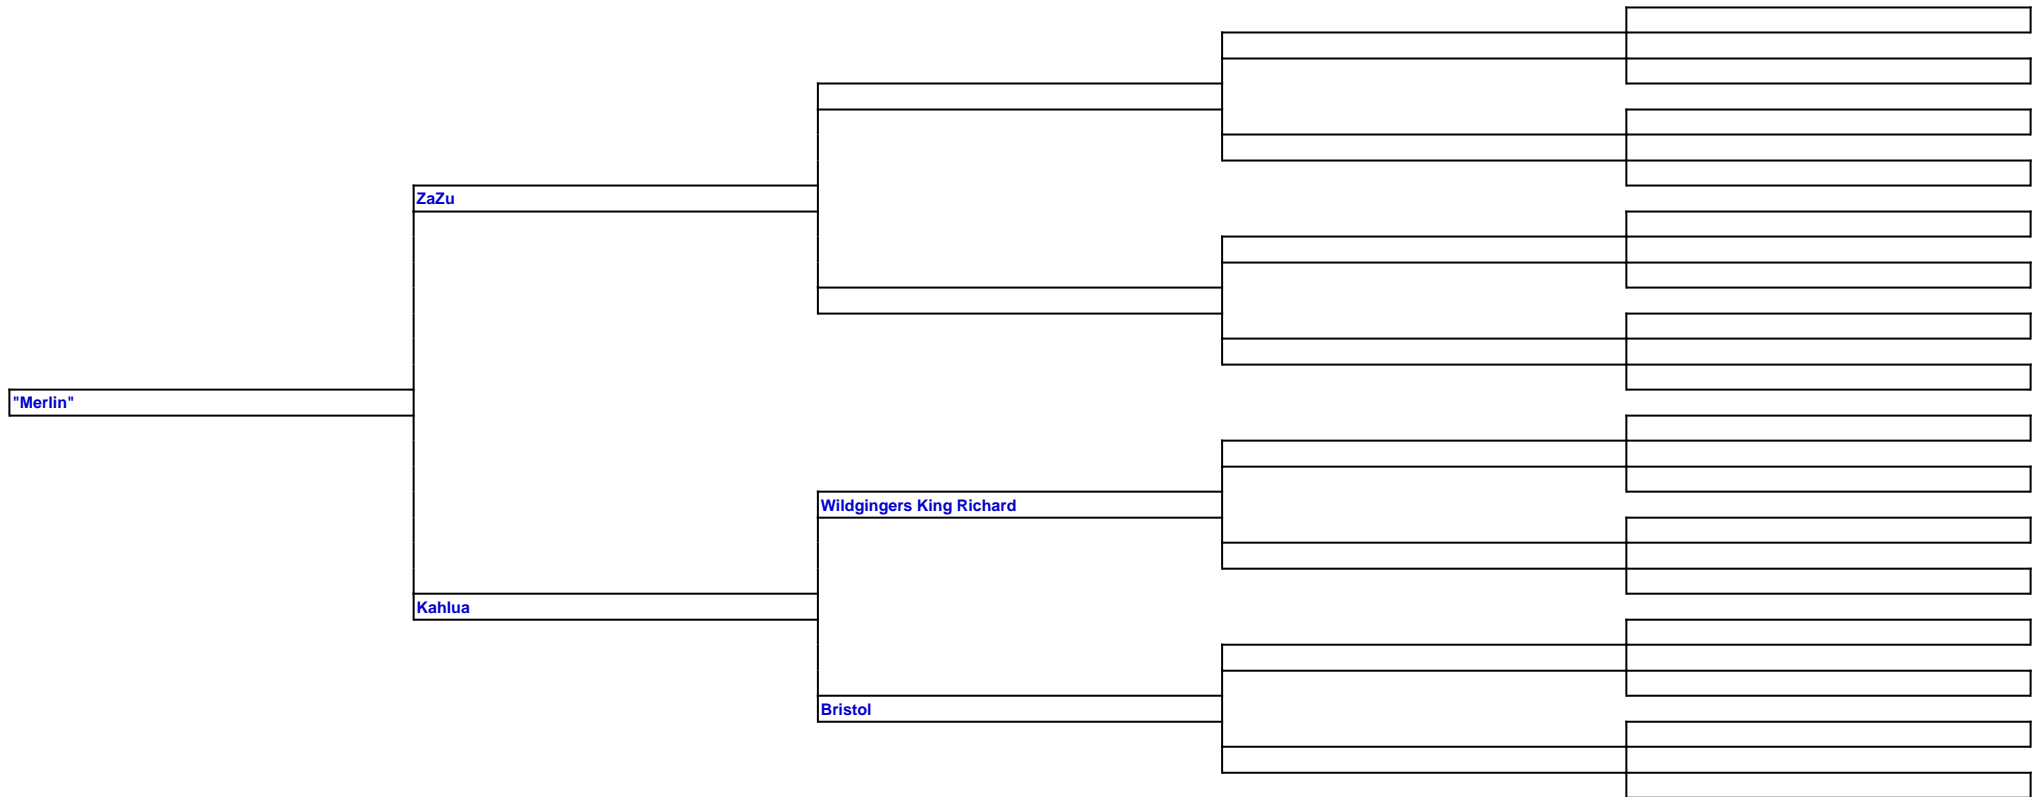 ZaZu
"Merlin"
Wildgingers King Richard
Kahlua
Bristol